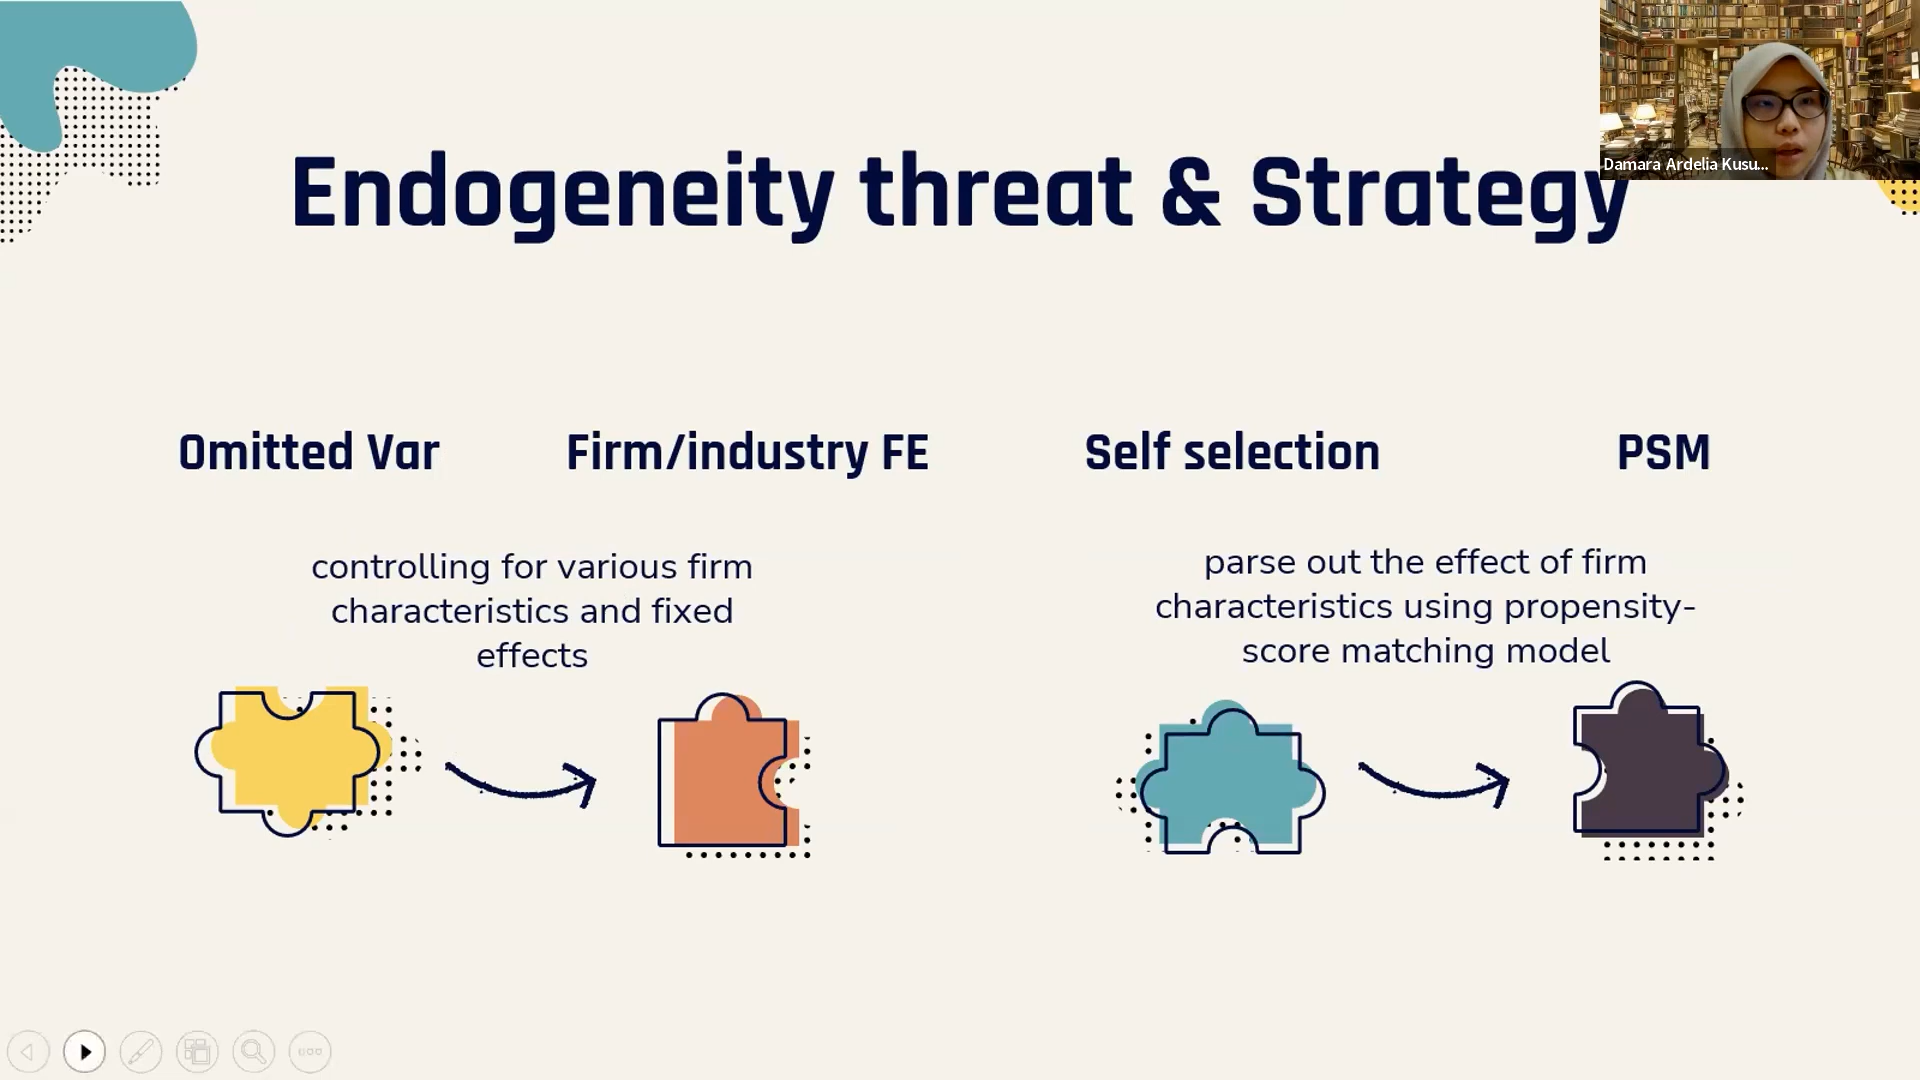 Damara Ardelia Kusu...
Endogeneity threat & Strategy
Omitted Var
Firm/industry FE
controlling for various firm
characteristics and fixed
effects
Self selection
PSM
parse out the effect of firm
characteristics using propensity-
score matching model